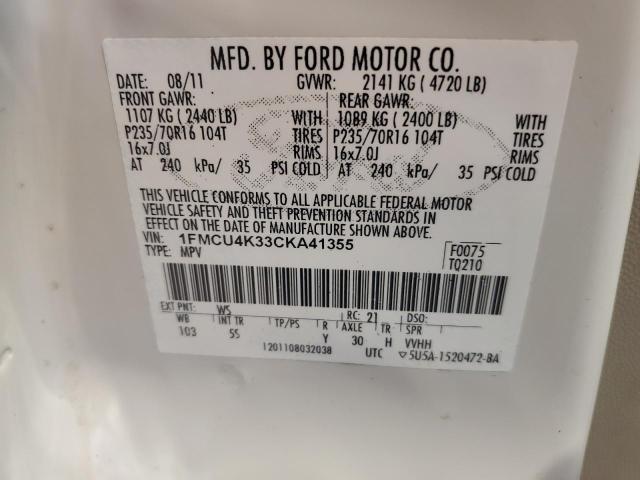 MFD. BY FORD MOTOR CO.
DATE: 08/11 GVWR: 2141 KG ( 4720 LB)
FRONT GAWR: REAR GAWR:
1107 KG ( 2440 LB) WITH 1089 KG ( 2400 LB) WITH
P235/70R16 104T TIRES P235/70R16 104T TIRES
16x7.0J RIMS 16x7.0J RIMS
AT 240 kPa/ 35 PSI COLD AT 240 kPa/ 35 PSI COLD
THIS VEHICLE CONFORMS TO ALL APPLICABLE FEDERAL MOTOR
VEHICLE SAFETY AND THEFT PREVENTION STANDARDS IN
EFFECT ON THE DATE OF MANUFACTURE SHOWN ABOVE.
VIN: 1FMCU4K33CKA41355
TYPE: MPV
F0075
TQ210
EXT PNT: WS RC: 21 DSO:
WB INT TR TP/PS R AXLE TR SPR
103 55 Y 30 H VVHH
1201108032038 UTC ▽5U5A-1520472-BA